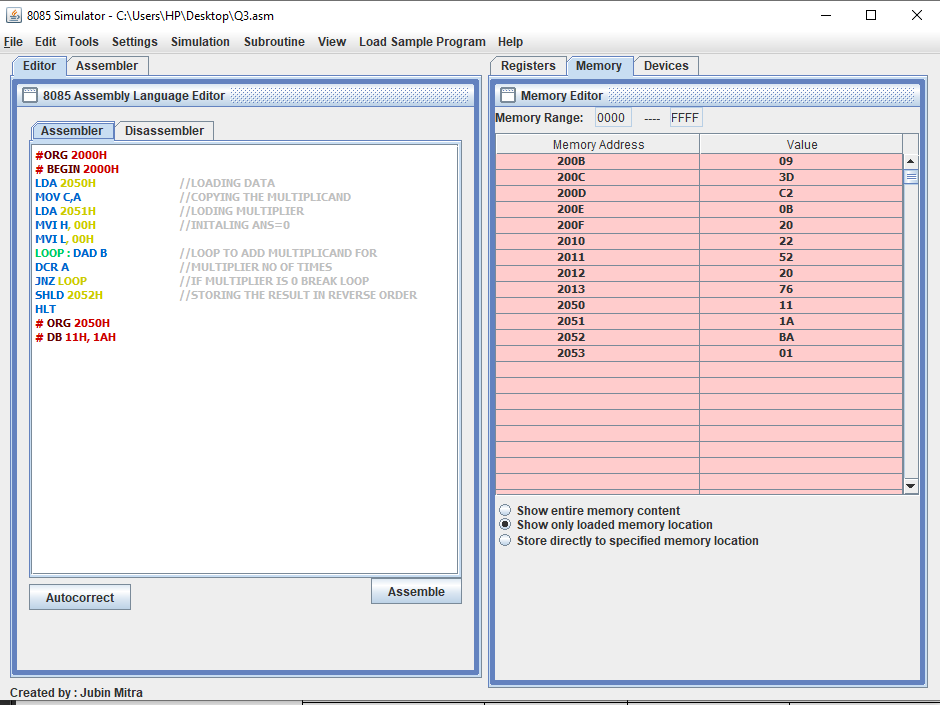 8085 Simulator - C:\Users\HP\Desktop\Q3.asm
File Edit Tools Settings Simulation Subroutine View Load Sample Program Help
Editor Assembler
8085 Assembly Language Editor
Assembler Disassembler
#ORG 2000H
# BEGIN 2000H
LDA 2050H //LOADING DATA
MOV C,A //COPYING THE MULTIPLICAND
LDA 2051H //LODING MULTIPLIER
MVI H, 00H //INITALING ANS=0
MVI L, 00H
LOOP : DAD B //LOOP TO ADD MULTIPLICAND FOR
DCR A //MULTIPLIER NO OF TIMES
JNZ LOOP //IF MULTIPLIER IS 0 BREAK LOOP
SHLD 2052H //STORING THE RESULT IN REVERSE ORDER
HLT
# ORG 2050H
# DB 11H, 1AH
Autocorrect Assemble
Registers Memory Devices
Memory Editor
Memory Range: 0000 ---- FFFF
Memory Address Value
200B 09
200C 3D
200D C2
200E 0B
200F 20
2010 22
2011 52
2012 20
2013 76
2050 11
2051 1A
2052 BA
2053 01
Show entire memory content
Show only loaded memory location
Store directly to specified memory location
Created by : Jubin Mitra